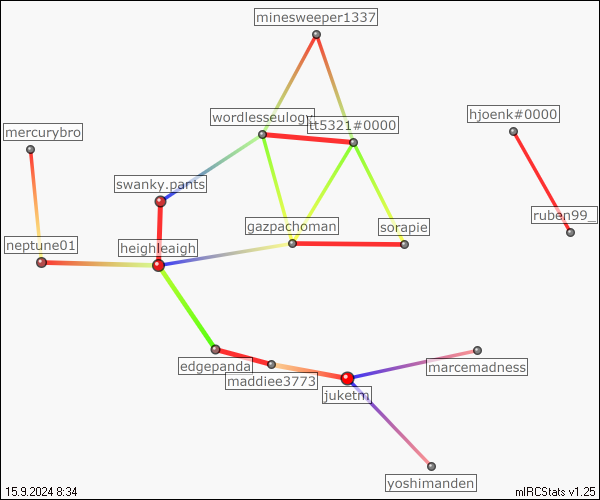 minesweeper1337
wordlesseulogy
tt5321#0000
hjoenk#0000
mercurybro
swanky.pants
ruben99_
gazpachoman
sorapie
neptune01
heighleaigh
edgepanda
marcemadness
maddiee3773
juketm
yoshimanden
15.9.2024 8:34
mIRCStats v1.25